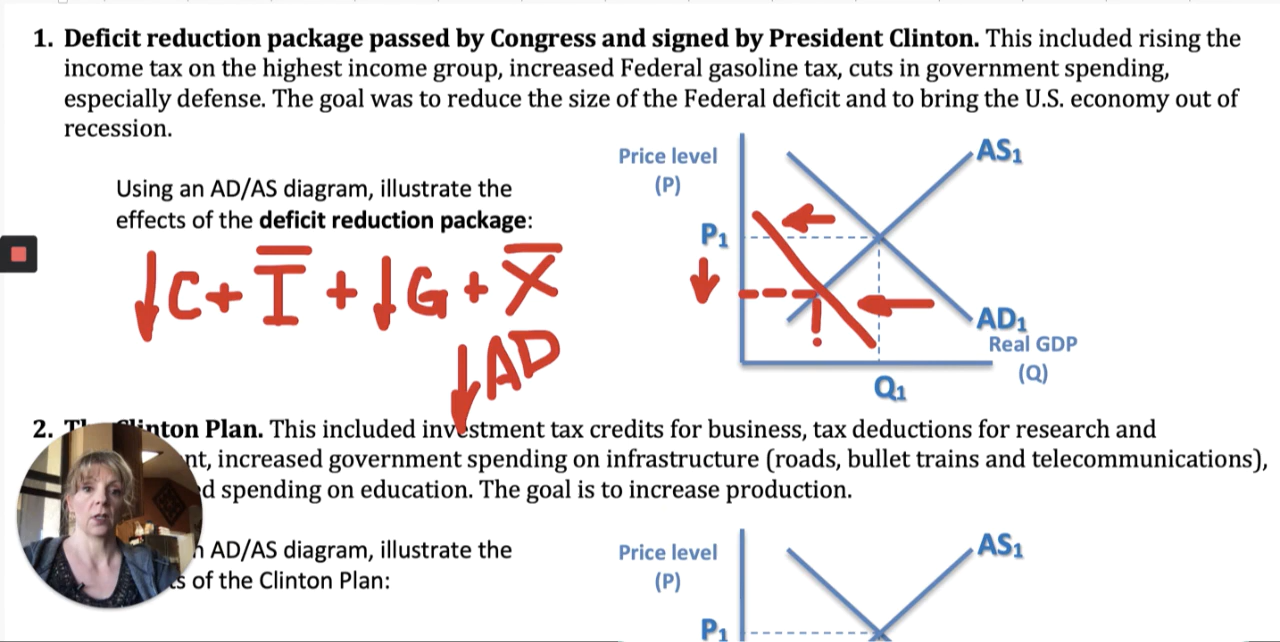 1. Deficit reduction package passed by Congress and signed by President Clinton. This included rising the
income tax on the highest income group, increased Federal gasoline tax, cuts in government spending,
especially defense. The goal was to reduce the size of the Federal deficit and to bring the U.S. economy out of
recession.
Using an AD/AS diagram, illustrate the
effects of the deficit reduction package:
↓C + I̅ + ↓G + X̅
↓AD
Price level
(P)
P₁
↓
AS₁
AD₁
Real GDP
(Q)
Q₁
2. Clinton Plan. This included investment tax credits for business, tax deductions for research and
increased government spending on infrastructure (roads, bullet trains and telecommunications),
spending on education. The goal is to increase production.
AD/AS diagram, illustrate the
of the Clinton Plan:
Price level
(P)
P₁
AS₁